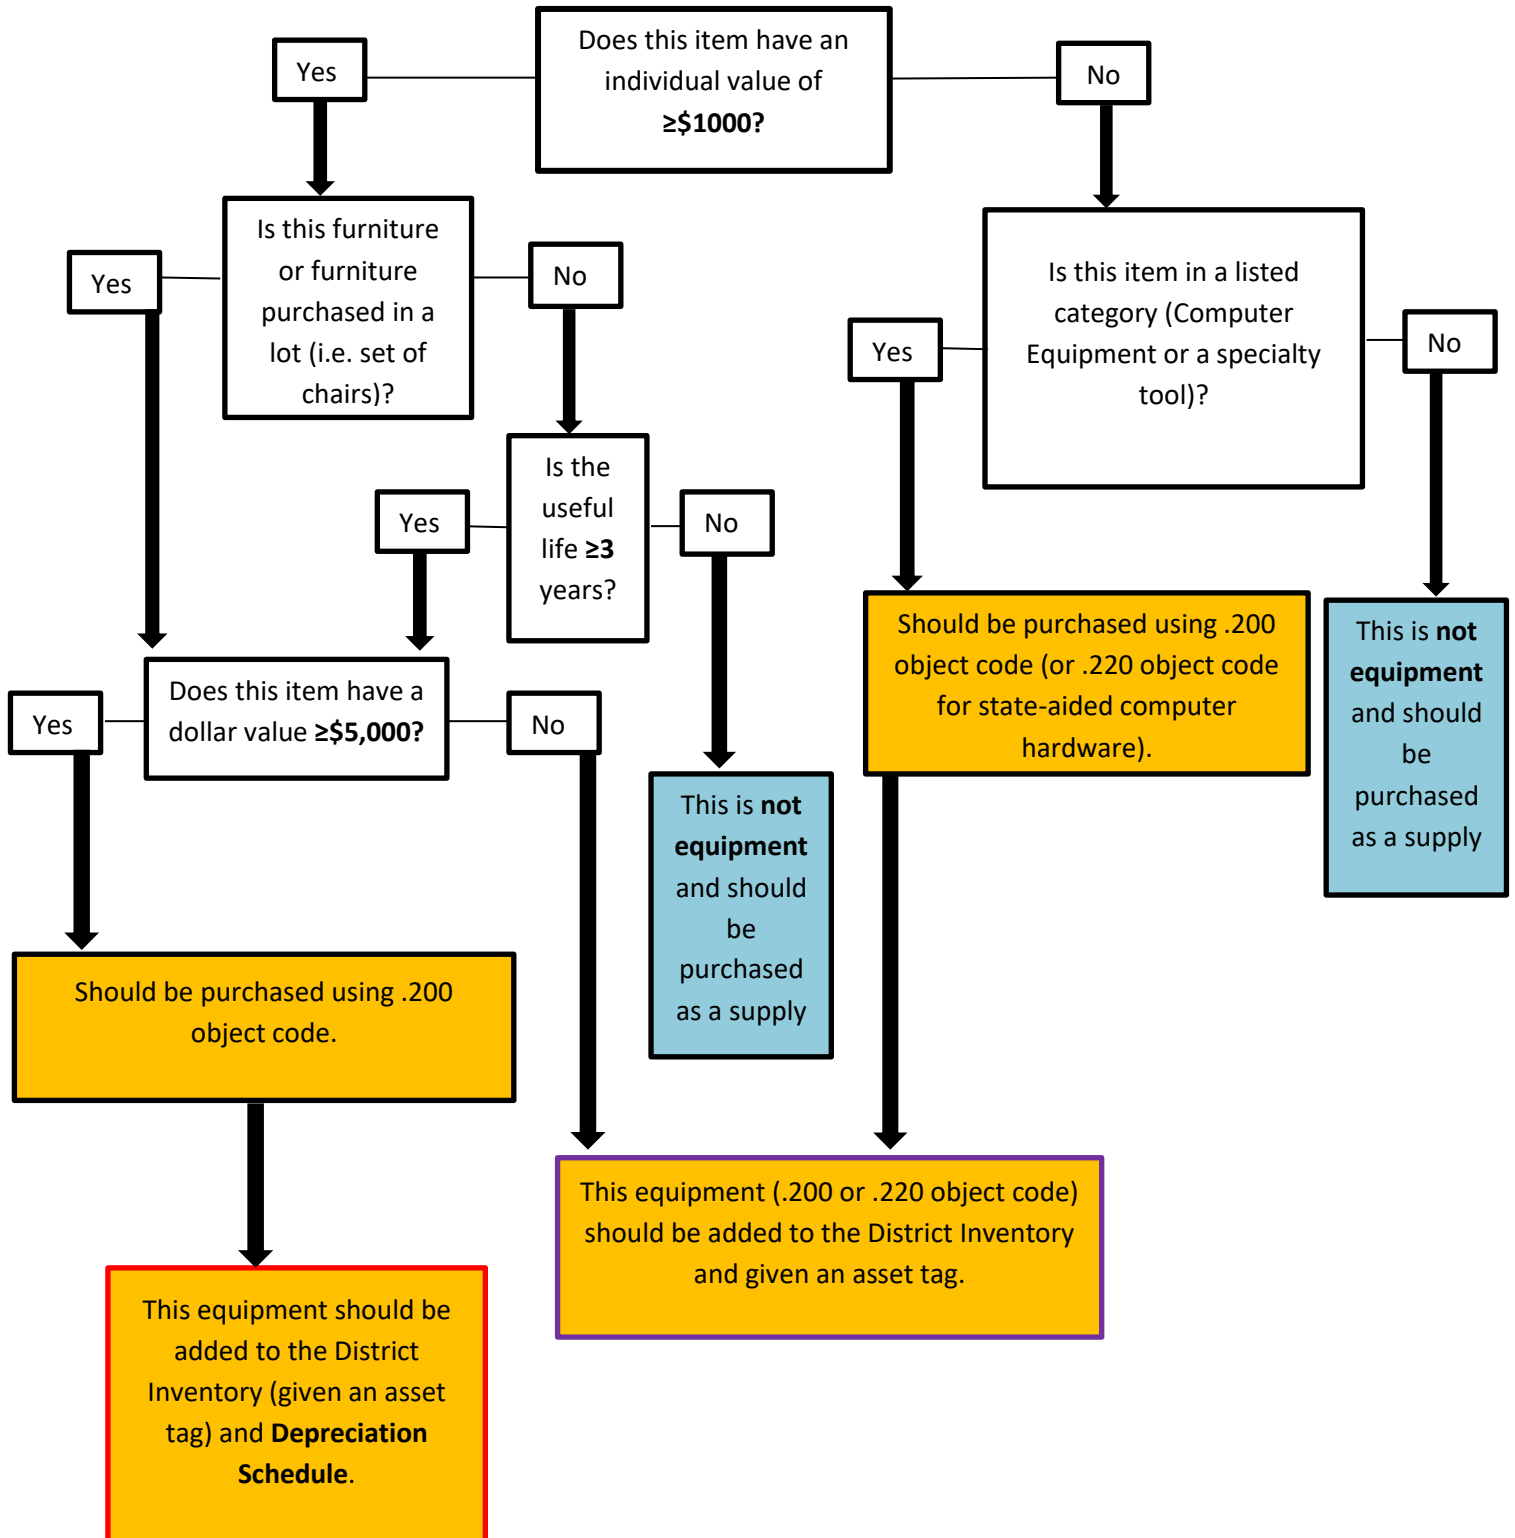 Does this item have an
individual value of
≥$1000?
Yes
No
Is this furniture
or furniture
purchased in a
lot (i.e. set of
chairs)?
Yes
No
Is this item in a listed
category (Computer
Equipment or a specialty
tool)?
Yes
No
Is the
useful
life ≥3
years?
Yes
No
Should be purchased using .200
object code (or .220 object code
for state-aided computer
hardware).
This is not
equipment
and should
be
purchased
as a supply
Does this item have a
dollar value ≥$5,000?
Yes
No
This is not
equipment
and should
be
purchased
as a supply
Should be purchased using .200
object code.
This equipment (.200 or .220 object code)
should be added to the District Inventory
and given an asset tag.
This equipment should be
added to the District
Inventory (given an asset
tag) and Depreciation
Schedule.